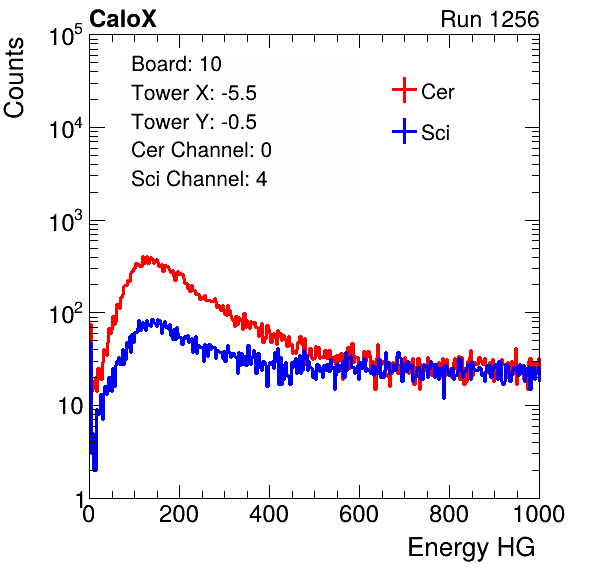 CaloX Run 1256
Counts
10^5
10^4
10^3
10^2
10
1
Board: 10
Tower X: -5.5
Tower Y: -0.5
Cer Channel: 0
Sci Channel: 4
Cer
Sci
0 200 400 600 800 1000
Energy HG